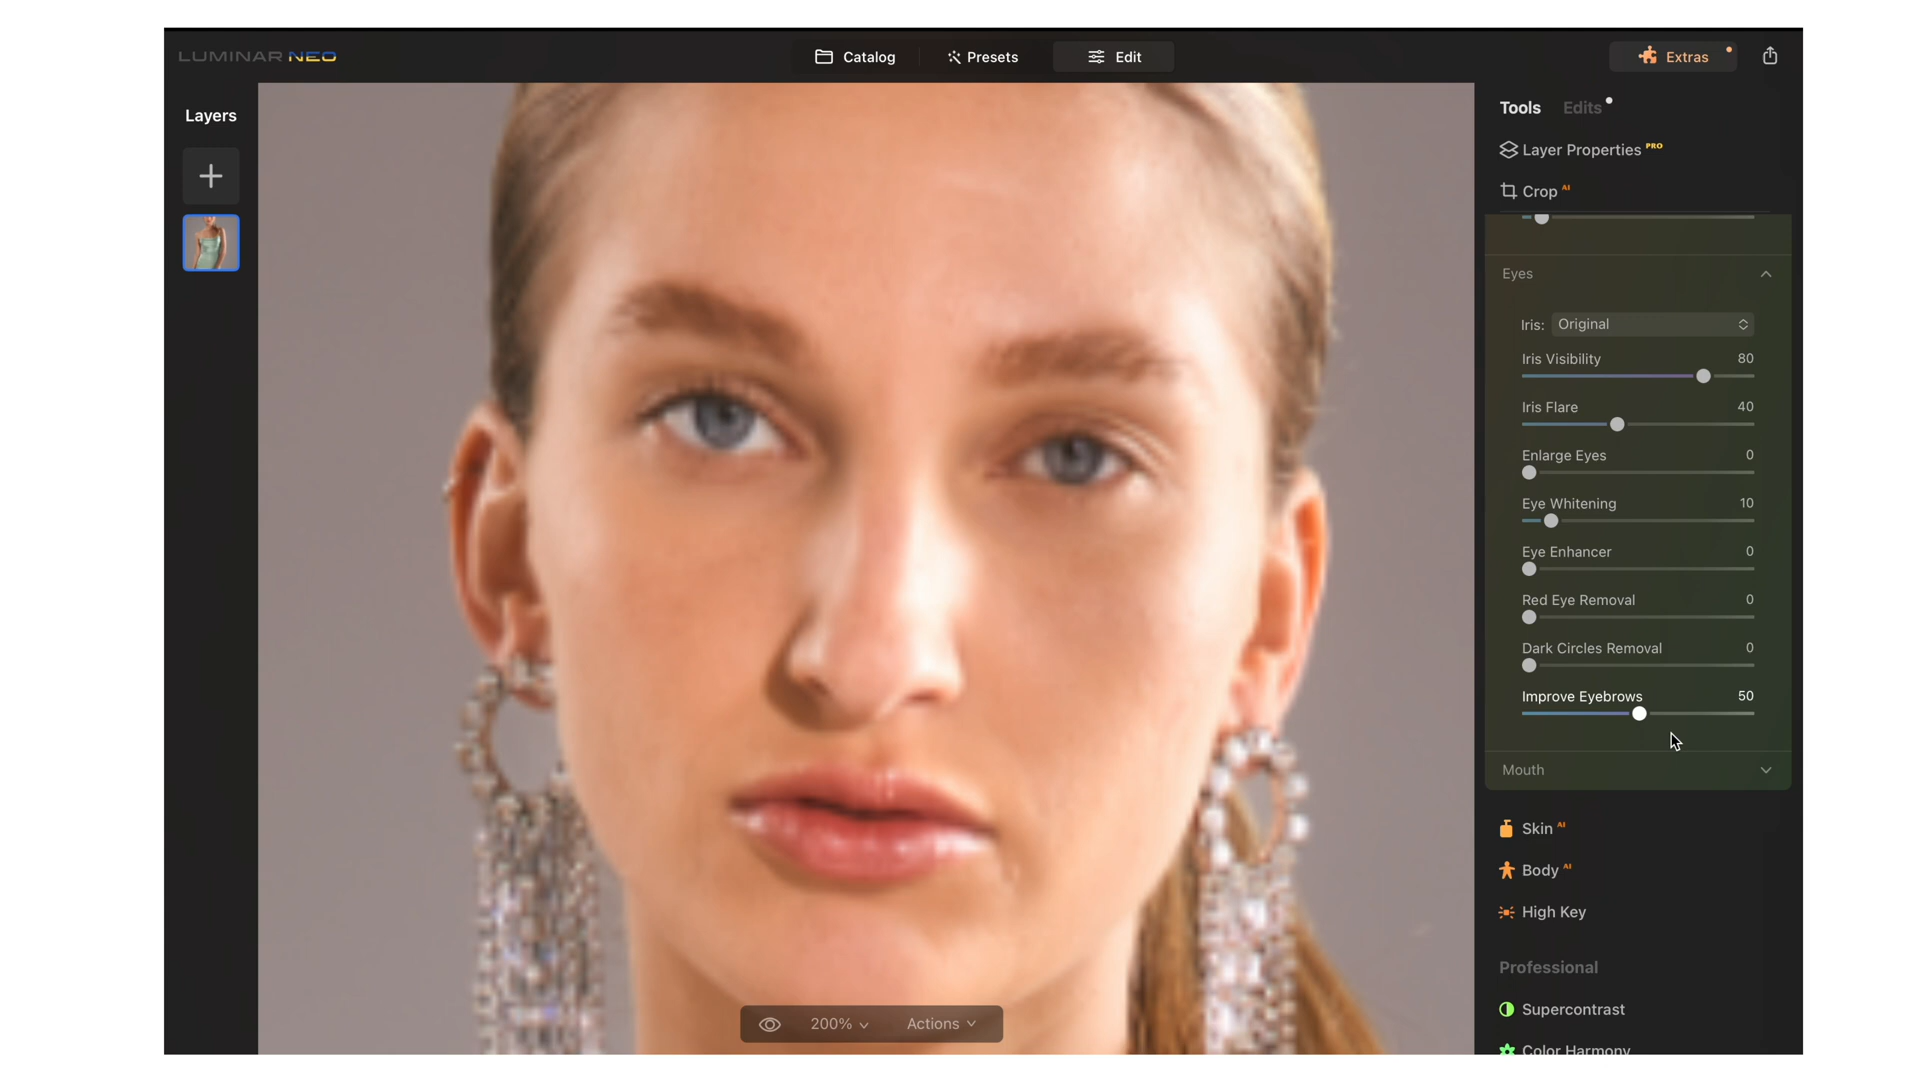 LUMINAR NEO
Catalog
Presets
Edit
Extras
Layers
Tools
Edits
Layer Properties PRO
Crop AI
Eyes
Iris: Original
Iris Visibility 80
Iris Flare 40
Enlarge Eyes 0
Eye Whitening 10
Eye Enhancer 0
Red Eye Removal 0
Dark Circles Removal 0
Improve Eyebrows 50
Mouth
Skin AI
Body AI
High Key
Professional
Supercontrast
Color Harmony
200%
Actions